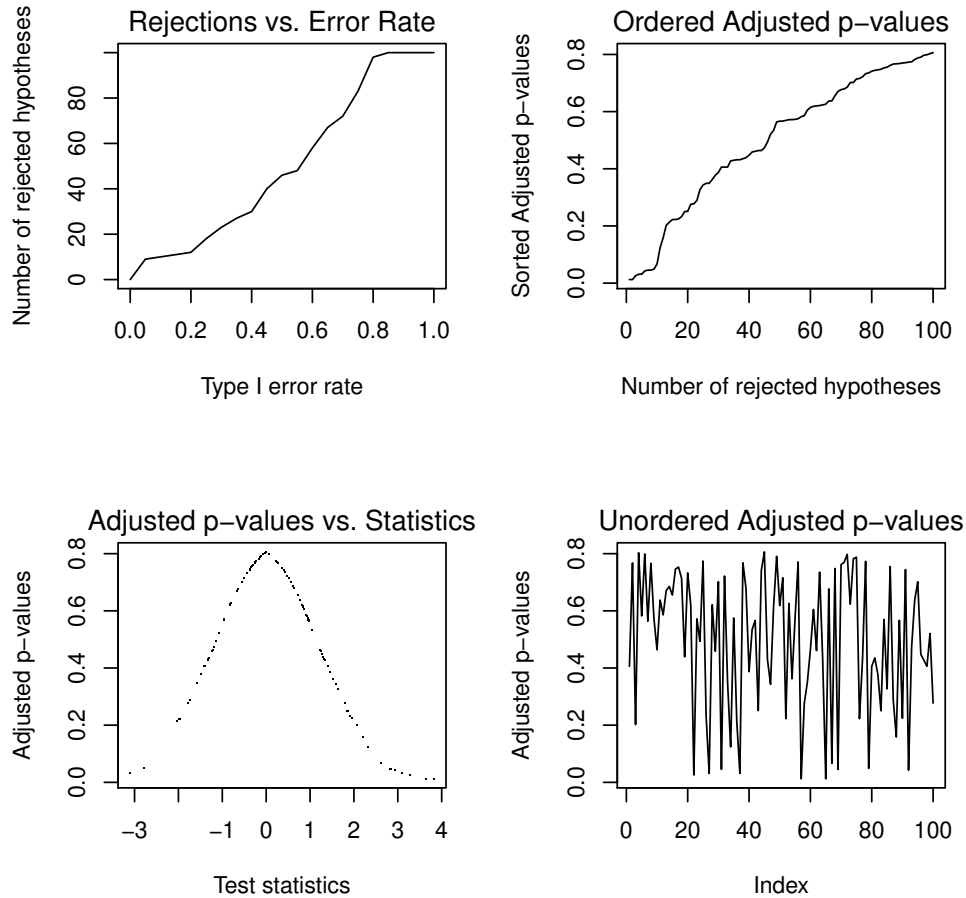 Rejections vs. Error Rate
Number of rejected hypotheses
0 20 40 60 80
0.0 0.2 0.4 0.6 0.8 1.0
Type I error rate
Ordered Adjusted p−values
Sorted Adjusted p−values
0.0 0.2 0.4 0.6 0.8
0 20 40 60 80 100
Number of rejected hypotheses
Adjusted p−values vs. Statistics
Adjusted p−values
0.0 0.2 0.4 0.6 0.8
−3 −1 0 1 2 3 4
Test statistics
Unordered Adjusted p−values
Adjusted p−values
0.0 0.2 0.4 0.6 0.8
0 20 40 60 80 100
Index